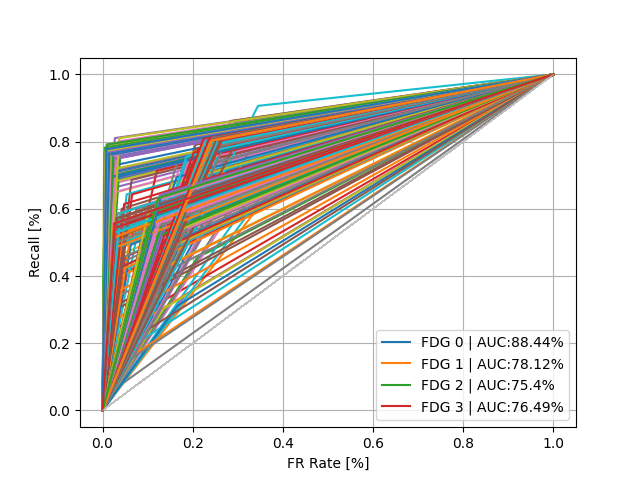 1.0
0.8
0.6
0.4
0.2
0.0
Recall [%]
FDG 0 | AUC:88.44%
FDG 1 | AUC:78.12%
FDG 2 | AUC:75.4%
FDG 3 | AUC:76.49%
0.0 0.2 0.4 0.6 0.8 1.0
FR Rate [%]